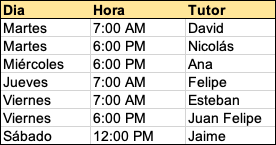 Dia Hora Tutor
Martes 7:00 AM David
Martes 6:00 PM Nicolás
Miércoles 6:00 PM Ana
Jueves 7:00 AM Felipe
Viernes 7:00 AM Esteban
Viernes 6:00 PM Juan Felipe
Sábado 12:00 PM Jaime